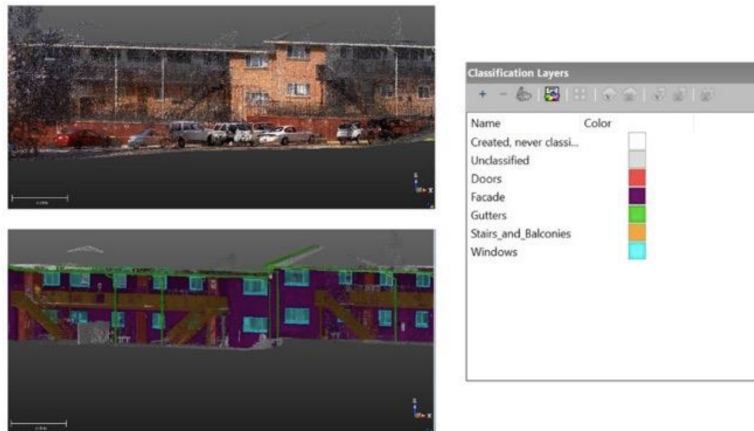 Classification Layers
Name Color
Created, never classi...
Unclassified
Doors
Facade
Gutters
Stairs_and_Balconies
Windows